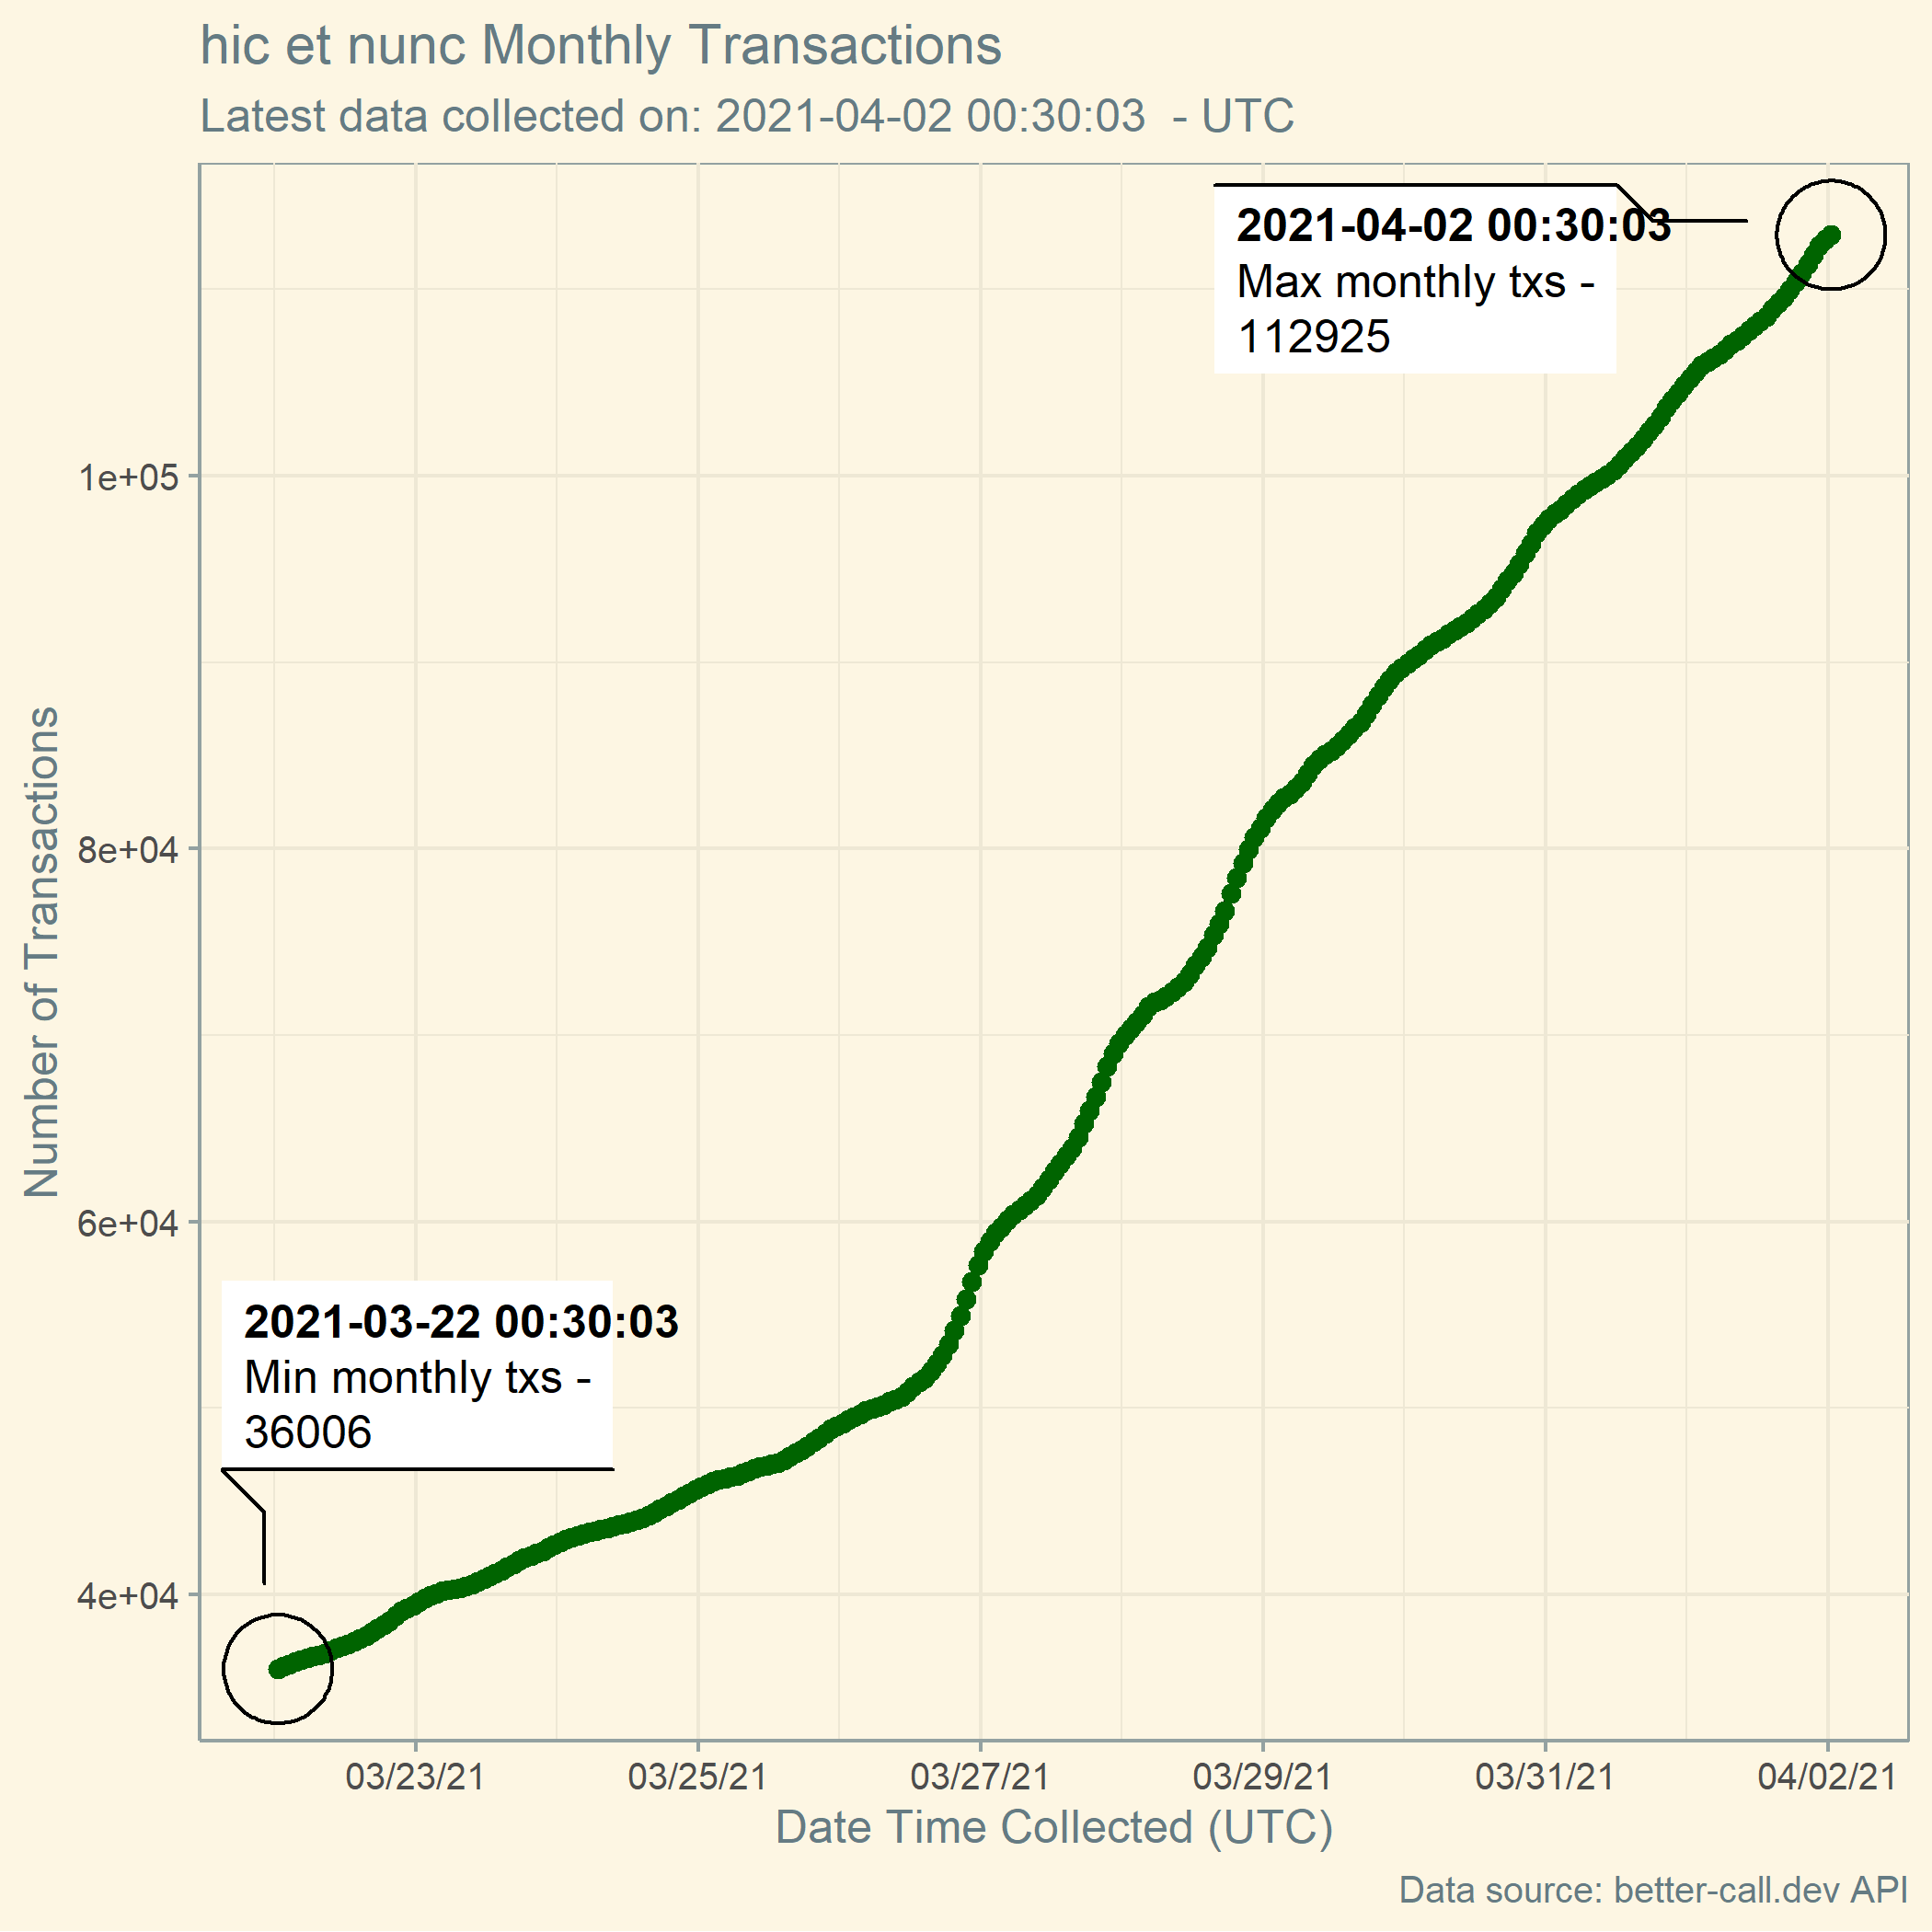 hic et nunc Monthly Transactions
Latest data collected on: 2021-04-02 00:30:03  - UTC
2021-04-02 00:30:03
Max monthly txs -
112925
1e+05
8e+04
6e+04
4e+04
Number of Transactions
2021-03-22 00:30:03
Min monthly txs -
36006
03/23/21
03/25/21
03/27/21
03/29/21
03/31/21
04/02/21
Date Time Collected (UTC)
Data source: better-call.dev API